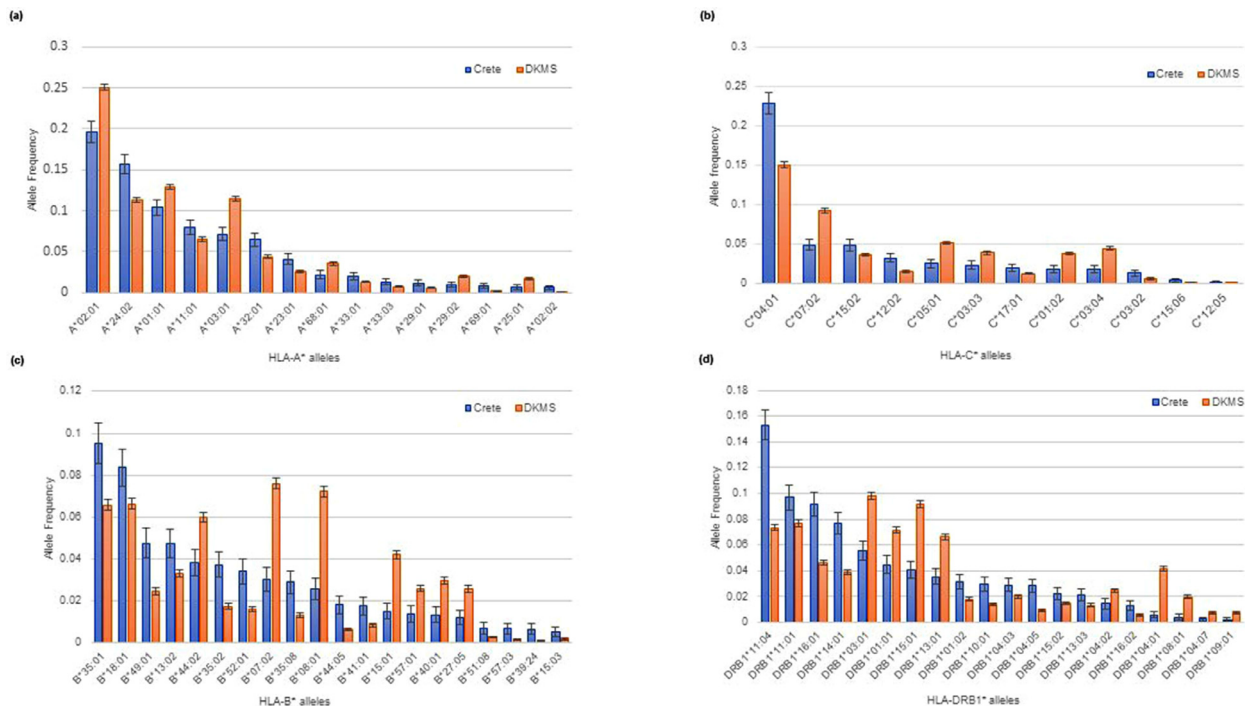 (a)
0.3
0.25
0.2
0.15
0.1
0.05
0
Allele Frequency
Crete
DKMS
A*02:01
A*24:02
A*01:01
A*11:01
A*03:01
A*32:01
A*23:01
A*68:01
A*33:01
A*33:03
A*29:01
A*29:02
A*69:01
A*25:01
A*02:02
HLA-A* alleles
(b)
0.3
0.25
0.2
0.15
0.1
0.05
0
Allele frequency
Crete
DKMS
C*04:01
C*07:02
C*15:02
C*12:02
C*05:01
C*03:03
C*17:01
C*01:02
C*03:04
C*03:02
C*15:06
C*12:05
HLA-C* alleles
(c)
0.12
0.1
0.08
0.06
0.04
0.02
0
Allele Frequency
Crete
DKMS
B*35:01
B*18:01
B*49:01
B*13:02
B*44:02
B*35:02
B*52:01
B*07:02
B*35:08
B*08:01
B*44:05
B*41:01
B*15:01
B*57:01
B*40:01
B*27:05
B*51:08
B*57:03
B*39:24
B*15:03
HLA-B* alleles
(d)
0.18
0.16
0.14
0.12
0.1
0.08
0.06
0.04
0.02
0
Allele Frequency
Crete
DKMS
DRB1*11:04
DRB1*11:01
DRB1*16:01
DRB1*14:01
DRB1*03:01
DRB1*01:01
DRB1*15:01
DRB1*13:01
DRB1*01:02
DRB1*10:01
DRB1*04:03
DRB1*04:05
DRB1*15:02
DRB1*13:03
DRB1*04:02
DRB1*16:02
DRB1*04:01
DRB1*08:01
DRB1*04:07
DRB1*09:01
HLA-DRB1* alleles